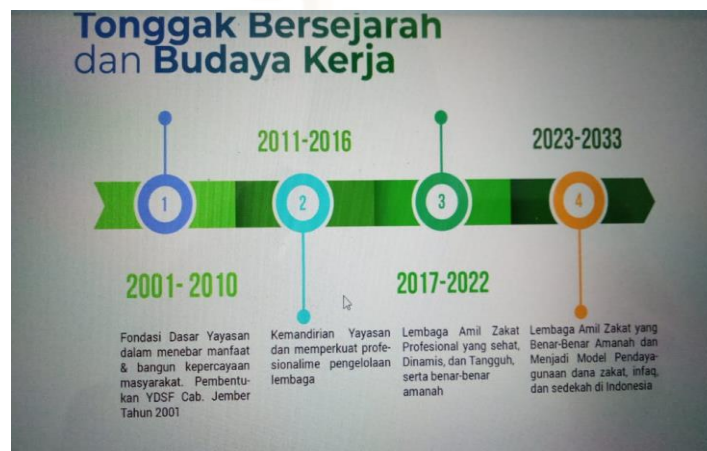 Tonggak Bersejarah
dan Budaya Kerja
2011-2016
2023-2033
1
2
3
4
2001- 2010
2017-2022
Fondasi Dasar Yayasan
dalam menebar manfaat
& bangun kepercayaan
masyarakat. Pembentu-
kan YDSF Cab. Jember
Tahun 2001
Kemandirian Yayasan
dan memperkuat profe-
sionalime pengelolaan
lembaga
Lembaga Amil Zakat
Profesional yang sehat,
Dinamis, dan Tangguh,
serta benar-benar
amanah
Lembaga Amil Zakat yang
Benar-Benar Amanah dan
Menjadi Model Pendaya-
gunaan dana zakat, infaq,
dan sedekah di Indonesia